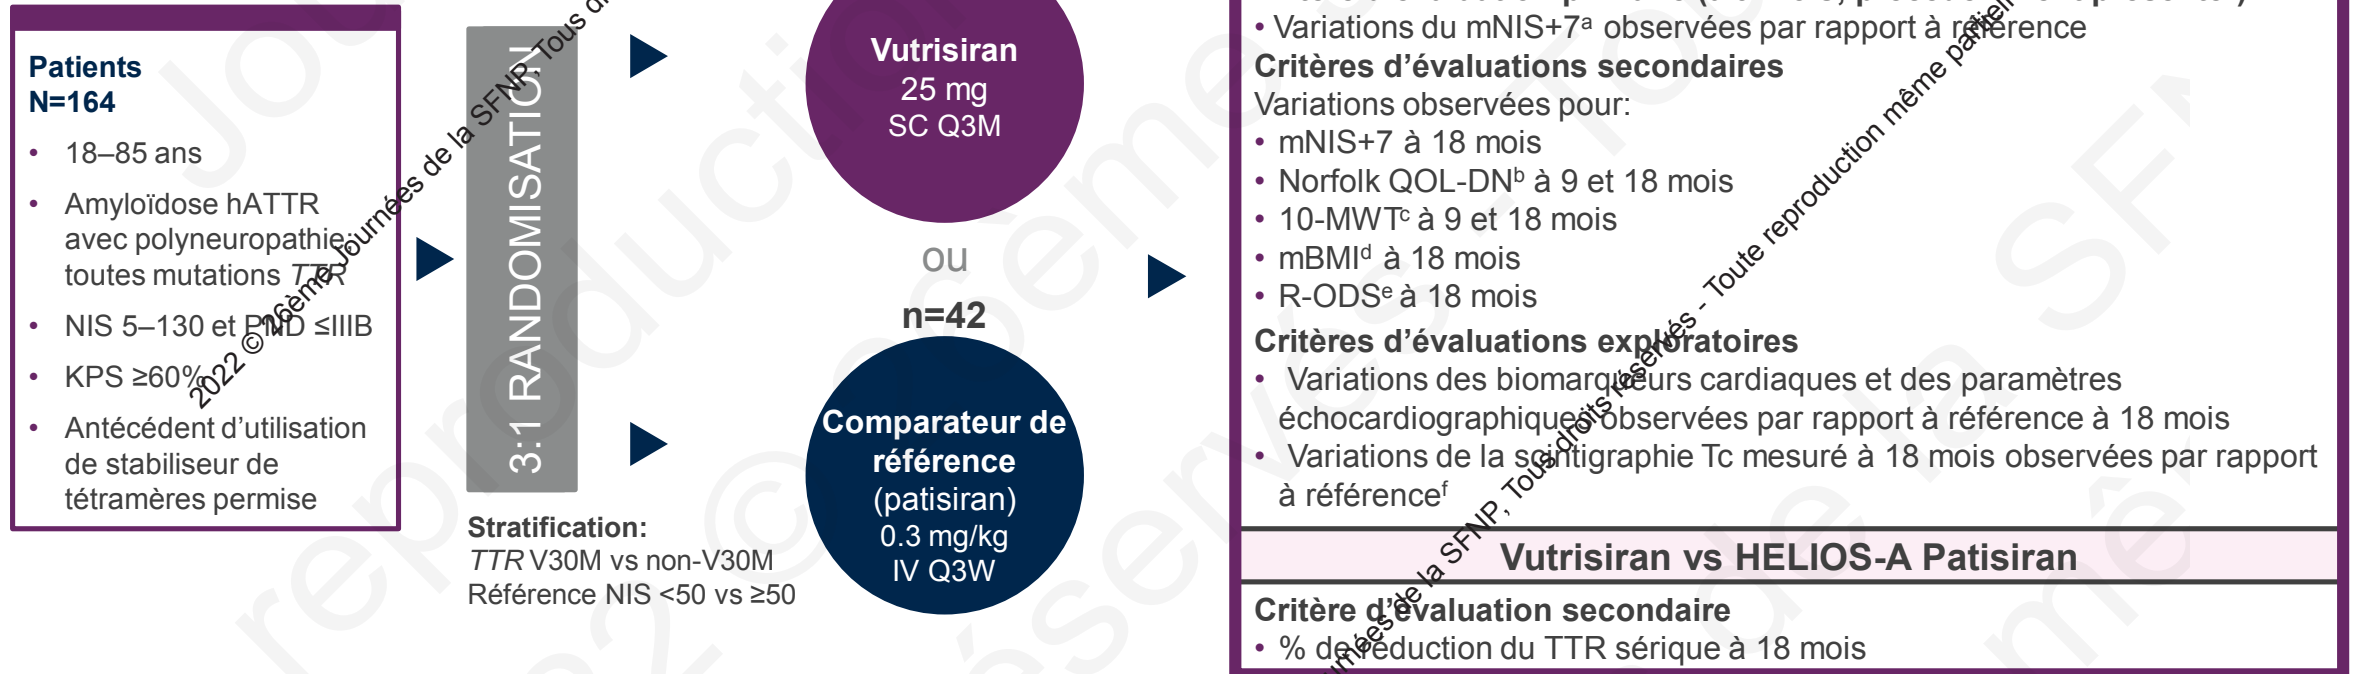 Patients
N=164
• 18–85 ans
• Amyloïdose hATTR
avec polyneuropathie;
toutes mutations TTR
• NIS 5–130 et PND ≤IIIB
• KPS ≥60%
• Antécédent d’utilisation
de stabiliseur de
tétramères permise
3:1 RANDOMISATION
Stratification:
TTR V30M vs non-V30M
Référence NIS <50 vs ≥50
Vutrisiran
25 mg
SC Q3M
ou
n=42
Comparateur de
référence
(patisiran)
0.3 mg/kg
IV Q3W
• Variations du mNIS+7ᵃ observées par rapport à référence
Critères d’évaluations secondaires
Variations observées pour:
• mNIS+7 à 18 mois
• Norfolk QOL-DNᵇ à 9 et 18 mois
• 10-MWTᶜ à 9 et 18 mois
• mBMIᵈ à 18 mois
• R-ODSᵉ à 18 mois
Critères d’évaluations exploratoires
• Variations des biomarqueurs cardiaques et des paramètres
échocardiographiques observées par rapport à référence à 18 mois
• Variations de la scintigraphie Tc mesuré à 18 mois observées par rapport
à référenceᶠ
Vutrisiran vs HELIOS-A Patisiran
Critère d’évaluation secondaire
• % de réduction du TTR sérique à 18 mois
2022 © 26ème Journées de la SFNP, Tous
de la SFNP, Tous droits réservés - Toute reproduction même partielle